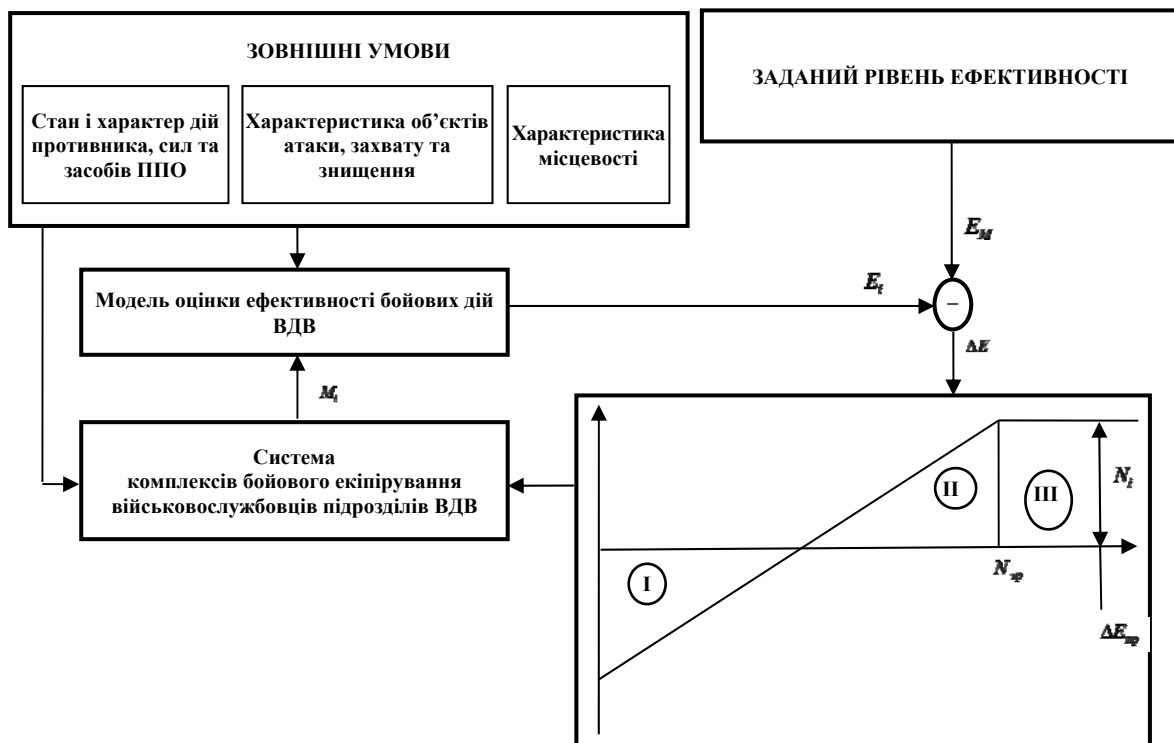 ЗОВНІШНІ УМОВИ
Стан і характер дій
противника, сил та
засобів ППО
Характеристика об’єктів
атаки, захвату та
знищення
Характеристика
місцевості
ЗАДАНИЙ РІВЕНЬ ЕФЕКТИВНОСТІ
E_M
Модель оцінки ефективності бойових дій
ВДВ
E_i
–
ΔE
M_i
Система
комплексів бойового екіпірування
військовослужбовців підрозділів ВДВ
I
II
III
N_i
N_пр
ΔE_пр